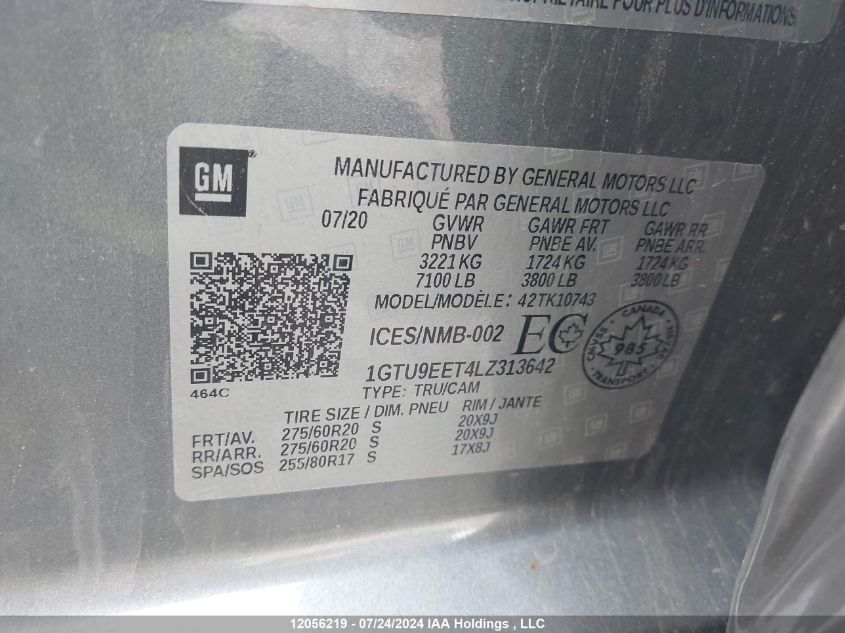 PROPRIÉTAIRE POUR PLUS D'INFORMATIONS
GM
MANUFACTURED BY GENERAL MOTORS LLC
FABRIQUÉ PAR GENERAL MOTORS LLC
07/20 GVWR GAWR FRT GAWR RR
PNBV PNBE AV. PNBE ARR.
3221 KG 1724 KG 1724 KG
7100 LB 3800 LB 3800 LB
MODEL/MODÈLE: 42TK10743
ICES/NMB-002 EC
CANADA
985
TRANSPORT
1GTU9EET4LZ313642
464C
TYPE: TRU/CAM
TIRE SIZE / DIM. PNEU RIM / JANTE
FRT/AV. 275/60R20 S 20X9J
RR/ARR. 275/60R20 S 20X9J
SPA/SOS 255/80R17 S 17X8J
12056219 - 07/24/2024 IAA Holdings , LLC